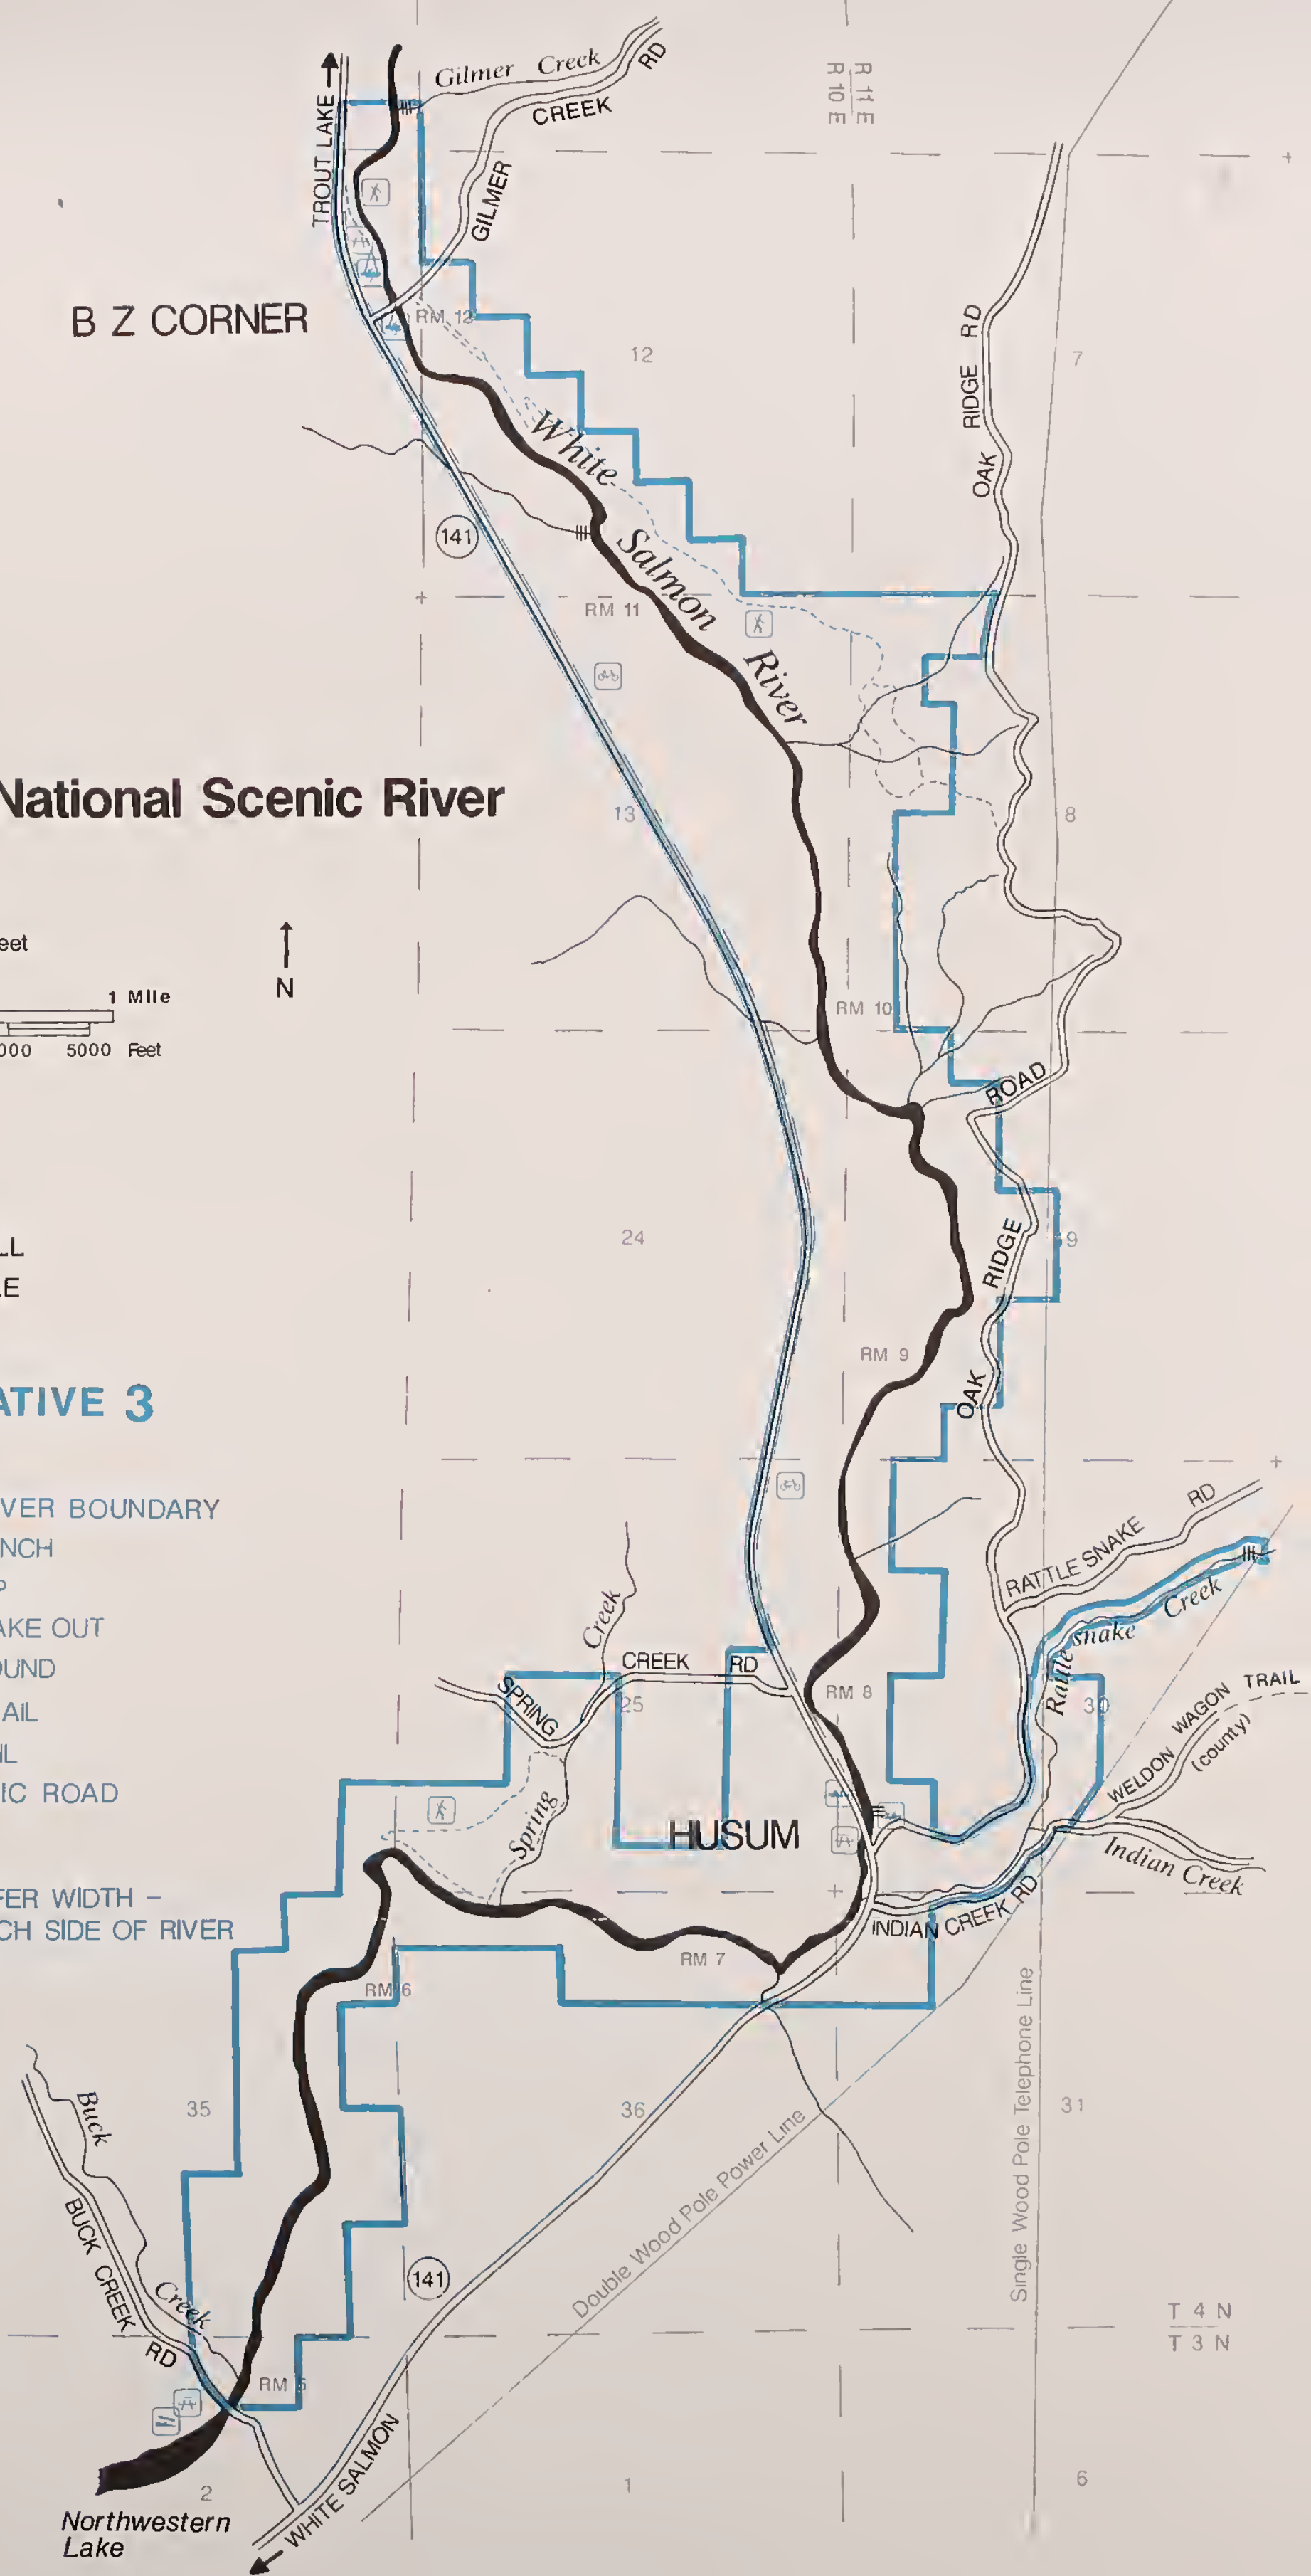 Gilmer Creek
RD
CREEK
GILMER
TROUT LAKE
R 10 E
R 11 E
B Z CORNER
RM 12
12
7
RIDGE RD
OAK
White
Salmon
River
141
RM 11
National Scenic River
13
8
eet
N
1 Mile
000 5000 Feet
RM 10
ROAD
24
RIDGE
19
LL
LE
RM 9
OAK
ATIVE 3
VER BOUNDARY
NCH
P
AKE OUT
OUND
AIL
IL
IC ROAD
FER WIDTH –
CH SIDE OF RIVER
RATTLE SNAKE RD
Rattle snake Creek
Creek
SPRING CREEK RD
25
RM 8
30
WELDON WAGON TRAIL
(county)
Spring
HUSUM
Indian Creek
INDIAN CREEK RD
RM 7
RM 6
Single Wood Pole Telephone Line
Buck
Creek
BUCK CREEK RD
35
36
31
Double Wood Pole Power Line
141
T 4 N
T 3 N
RM 5
WHITE SALMON
2
1
6
Northwestern
Lake